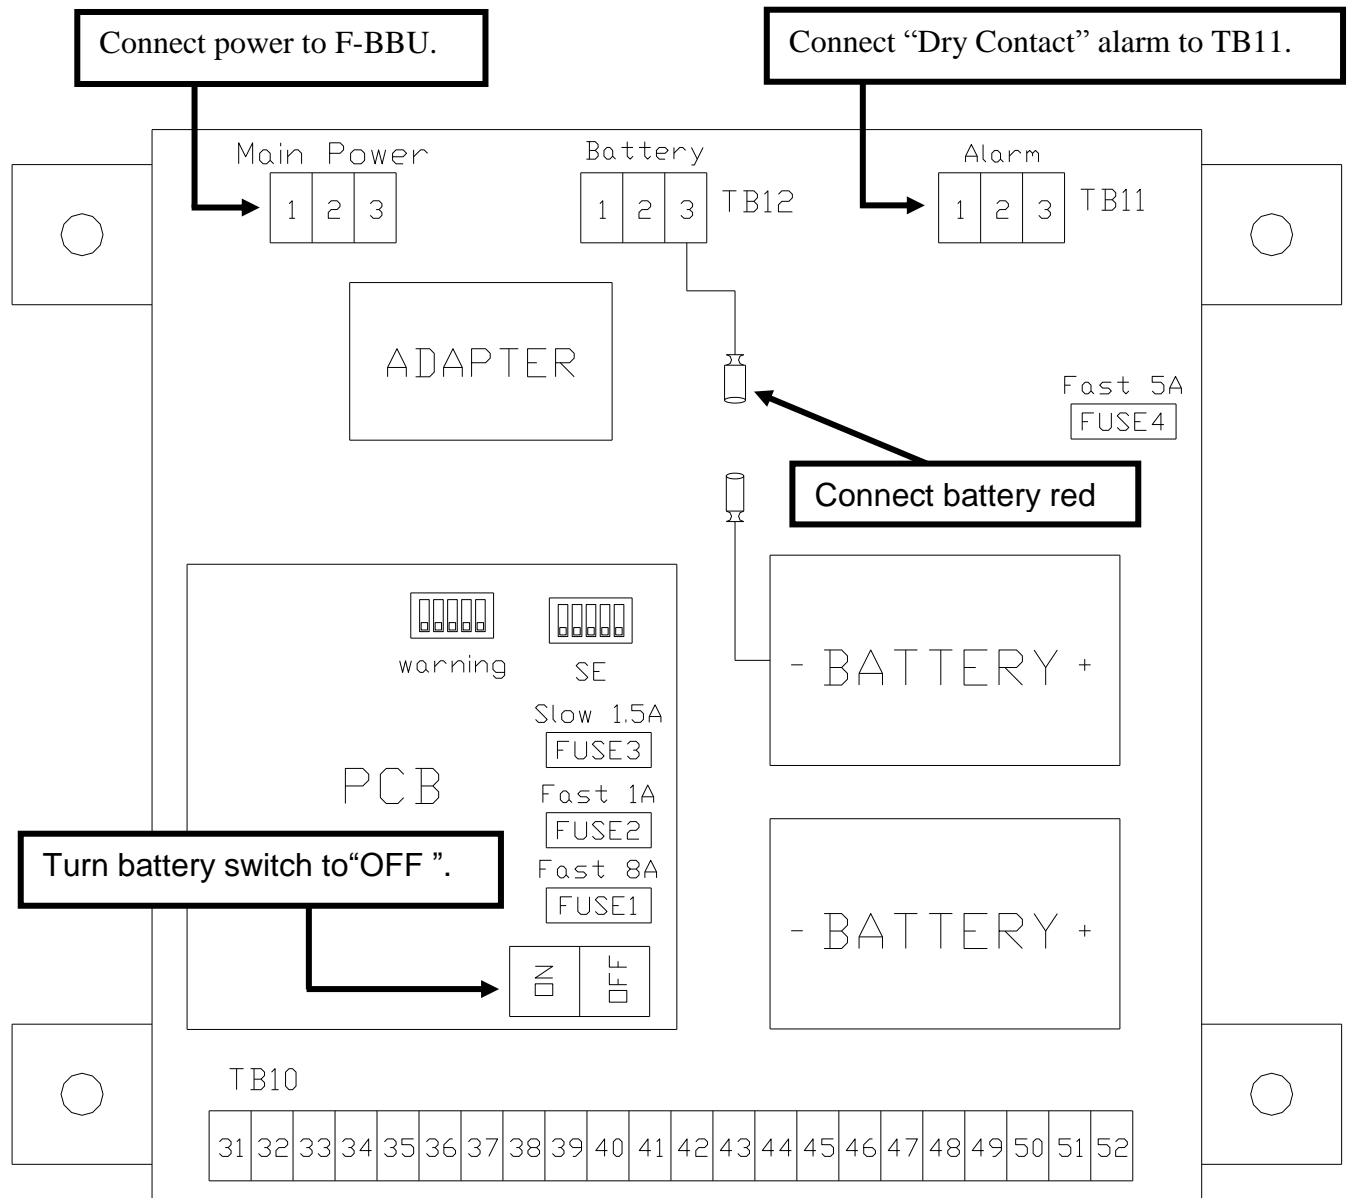 Connect power to F-BBU.
Connect “Dry Contact” alarm to TB11.
Main Power
1 2 3
Battery
1 2 3 TB12
Alarm
1 2 3 TB11
ADAPTER
Fast 5A
FUSE4
Connect battery red
warning
SE
Slow 1.5A
FUSE3
PCB
Fast 1A
FUSE2
Fast 8A
FUSE1
Turn battery switch to“OFF ”.
ON OFF
- BATTERY +
- BATTERY +
TB10
31 32 33 34 35 36 37 38 39 40 41 42 43 44 45 46 47 48 49 50 51 52